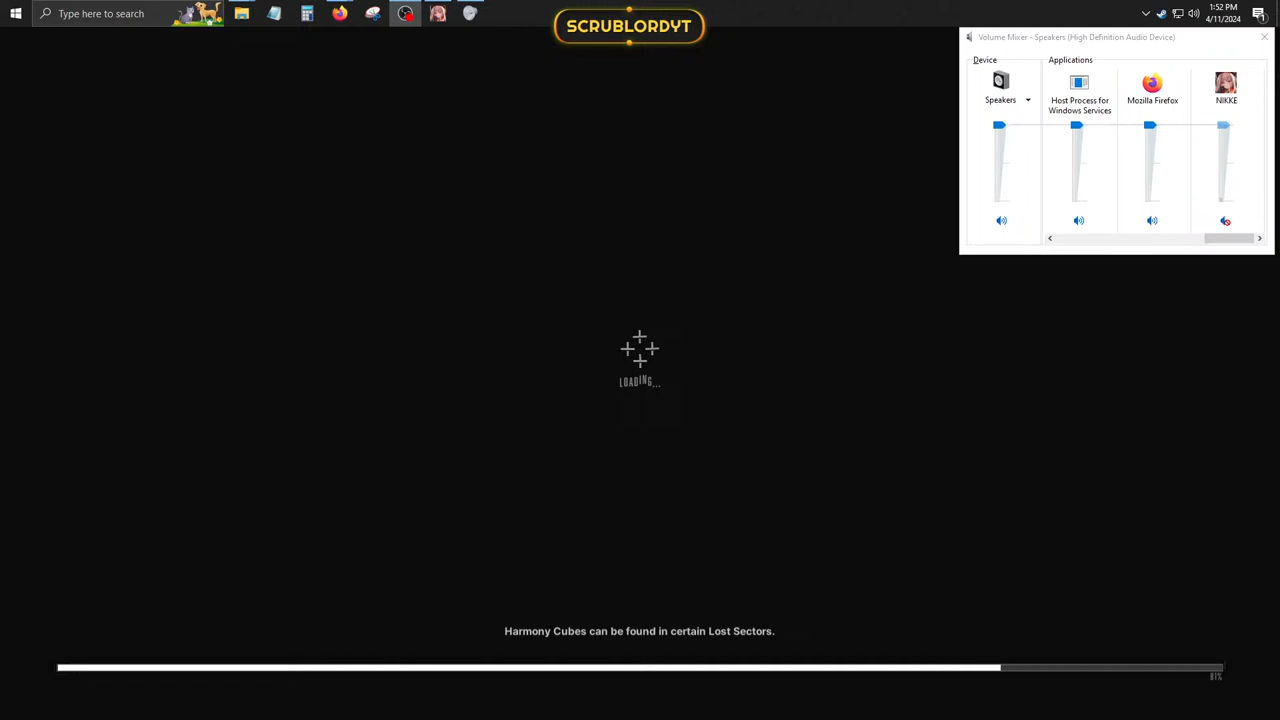 Type here to search
SCRUBLORDYT
1:52 PM
4/11/2024
1
Volume Mixer - Speakers (High Definition Audio Device)
Device
Applications
Speakers
Host Process for
Windows Services
Mozilla Firefox
NIKKE
LOADING...
Harmony Cubes can be found in certain Lost Sectors.
81%